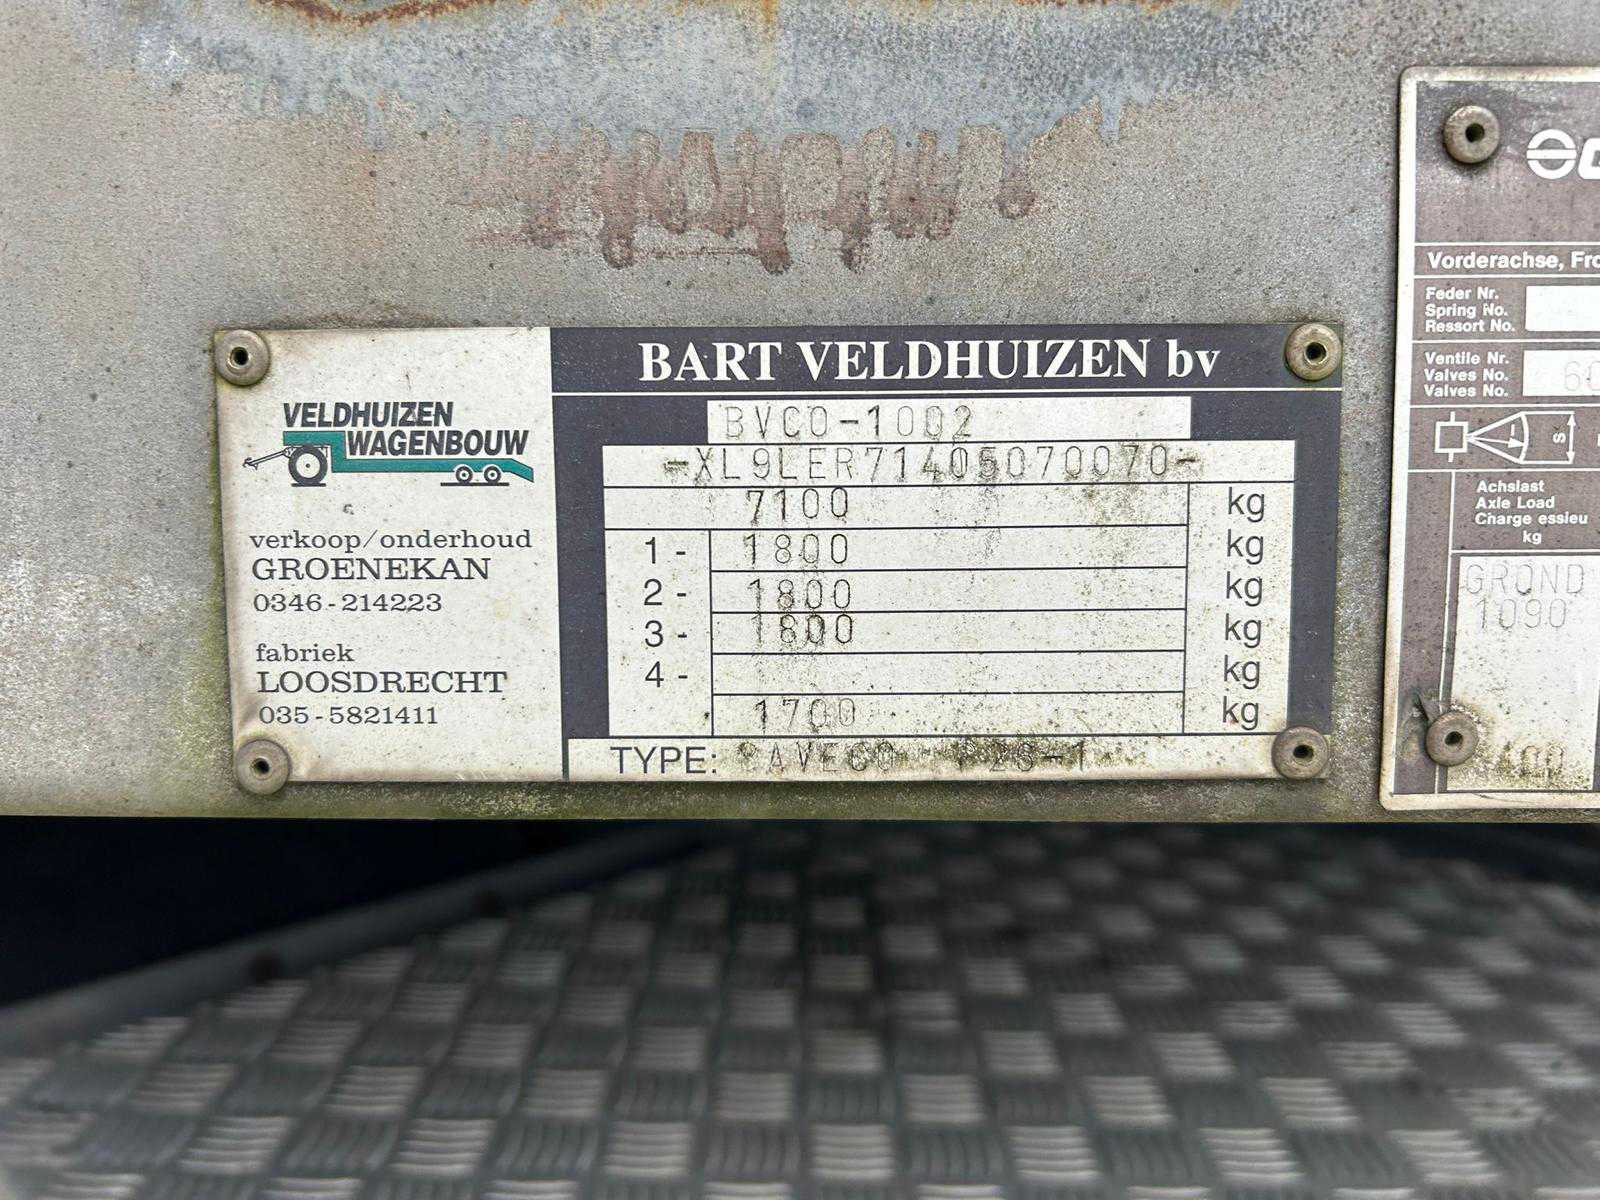 VELDHUIZEN
WAGENBOUW
verkoop/onderhoud
GROENEKAN
0346-214223
fabriek
LOOSDRECHT
035-5821411
BART VELDHUIZEN bv
BVCO-1002
-XL9LER71405070070-
7100 kg
1- 1800 kg
2- 1800 kg
3- 1800 kg
4- kg
1700 kg
TYPE:
Vorderachse,
Feder Nr.
Spring No.
Ressort No.
Ventile Nr.
Valves No.
Valves No.
S
Achslast
Axle Load
Charge essieu
kg
GROND
1090